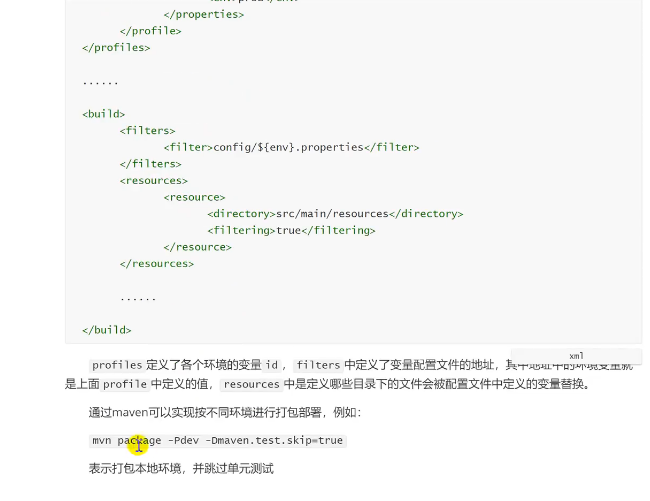 </properties>
</profile>
</profiles>
......
<build>
<filters>
<filter>config/${env}.properties</filter>
</filters>
<resources>
<resource>
<directory>src/main/resources</directory>
<filtering>true</filtering>
</resource>
</resources>
......
</build>
xml
profiles 定义了各个环境的变量 id , filters 中定义了变量配置文件的地址，其中地址中的环境变量就
是上面 profile 中定义的值， resources 中是定义哪些目录下的文件会被配置文件中定义的变量替换。
通过maven可以实现按不同环境进行打包部署，例如：
mvn package -Pdev -Dmaven.test.skip=true
表示打包本地环境，并跳过单元测试